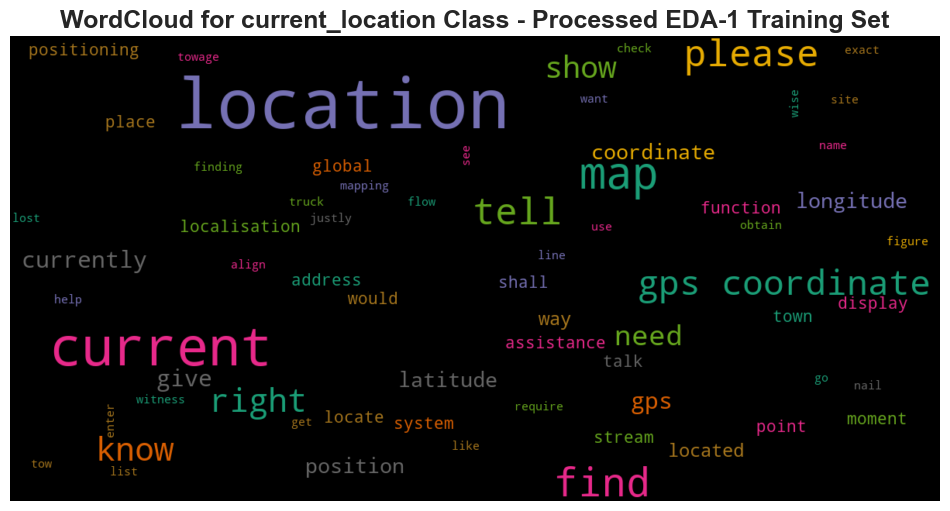 WordCloud for current_location Class - Processed EDA-1 Training Set
positioning
towage
show
check
please
exact
location
want
wise
site
place
coordinate
name
see
finding
global
map
mapping
longitude
truck
flow
tell
function
lost
justly
localisation
use
obtain
figure
currently
align
line
address
shall
gps coordinate
help
would
display
way
town
current
need
assistance
talk
give
latitude
go
nail
witness
right
require
gps
enter
get
locate
system
point
moment
know
like
stream
located
tow
list
position
find